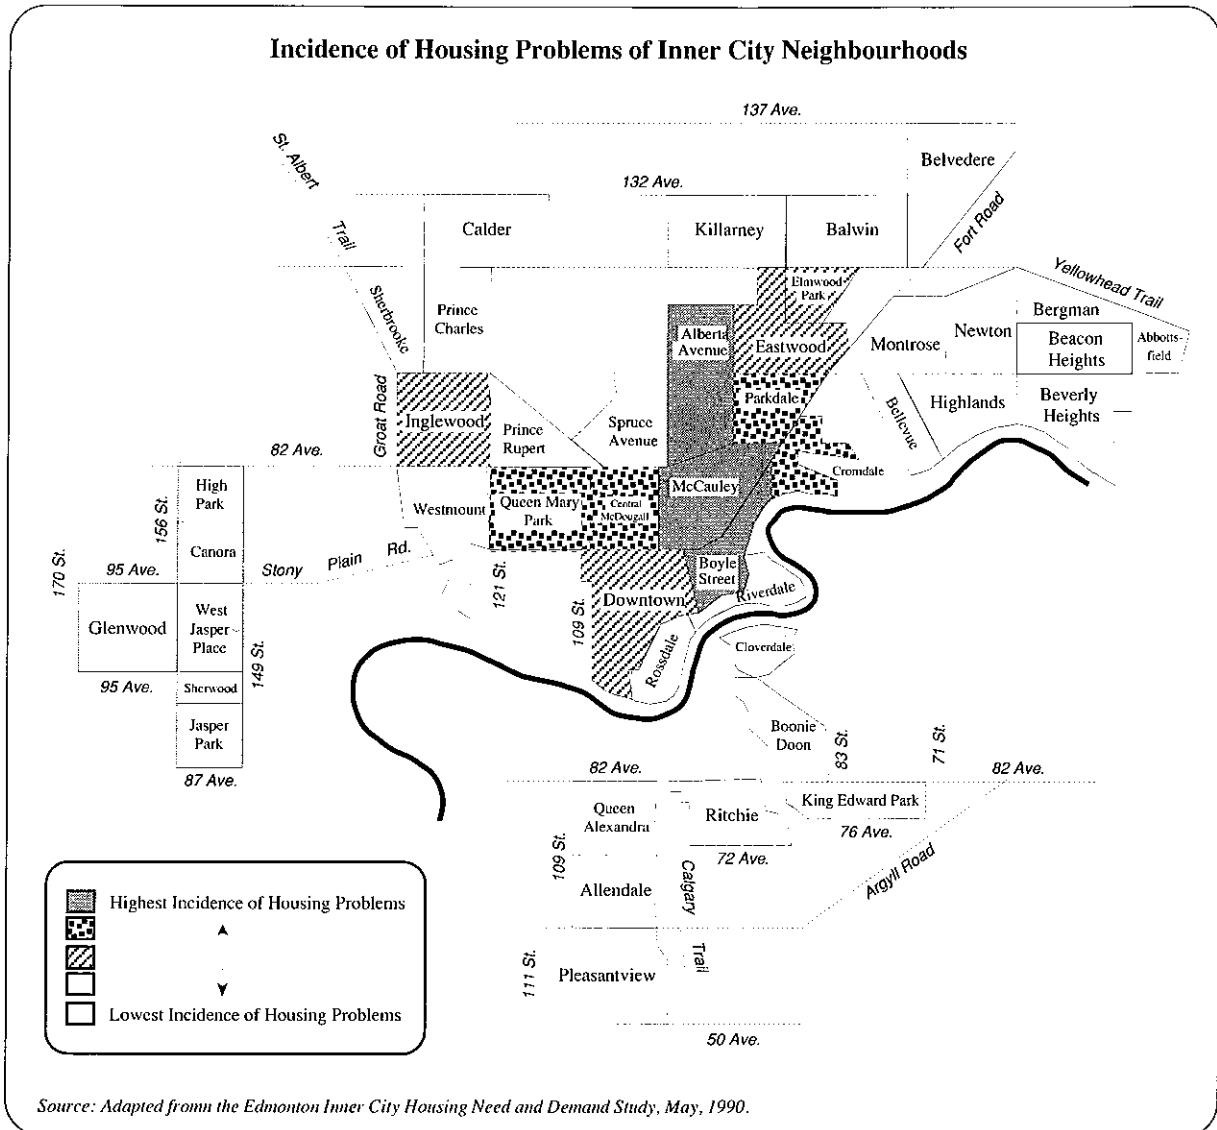 Incidence of Housing Problems of Inner City Neighbourhoods
137 Ave.
St. Albert
Trail
Belvedere
132 Ave.
Fort Road
Calder
Killarney
Balwin
Yellowhead Trail
Sherbrooke
Elmwood
Park
Prince
Charles
Bergman
Alberta
Avenue
Eastwood
Montrose
Newton
Beacon
Heights
Abbotts-
field
Groat Road
Parkdale
Bellevue
Highlands
Beverly
Heights
Inglewood
Prince
Rupert
Spruce
Avenue
82 Ave.
Cromdale
High
Park
156 St.
Westmount
Queen Mary
Park
Central
McDougall
McCauley
170 St.
Canora
95 Ave.
Stony
Plain
Rd.
121 St.
109 St.
Boyle
Street
Riverdale
Downtown
Glenwood
West
Jasper
Place
149 St.
Rossdale
Cloverdale
95 Ave.
Sherwood
Jasper
Park
87 Ave.
Boonie
Doon
83 St.
71 St.
82 Ave.
82 Ave.
Queen
Alexandra
Ritchie
King Edward Park
76 Ave.
109 St.
72 Ave.
Argyll Road
Allendale
Calgary
Trail
111 St.
Pleasantview
50 Ave.
Highest Incidence of Housing Problems
Lowest Incidence of Housing Problems
Source: Adapted fromn the Edmonton Inner City Housing Need and Demand Study, May, 1990.